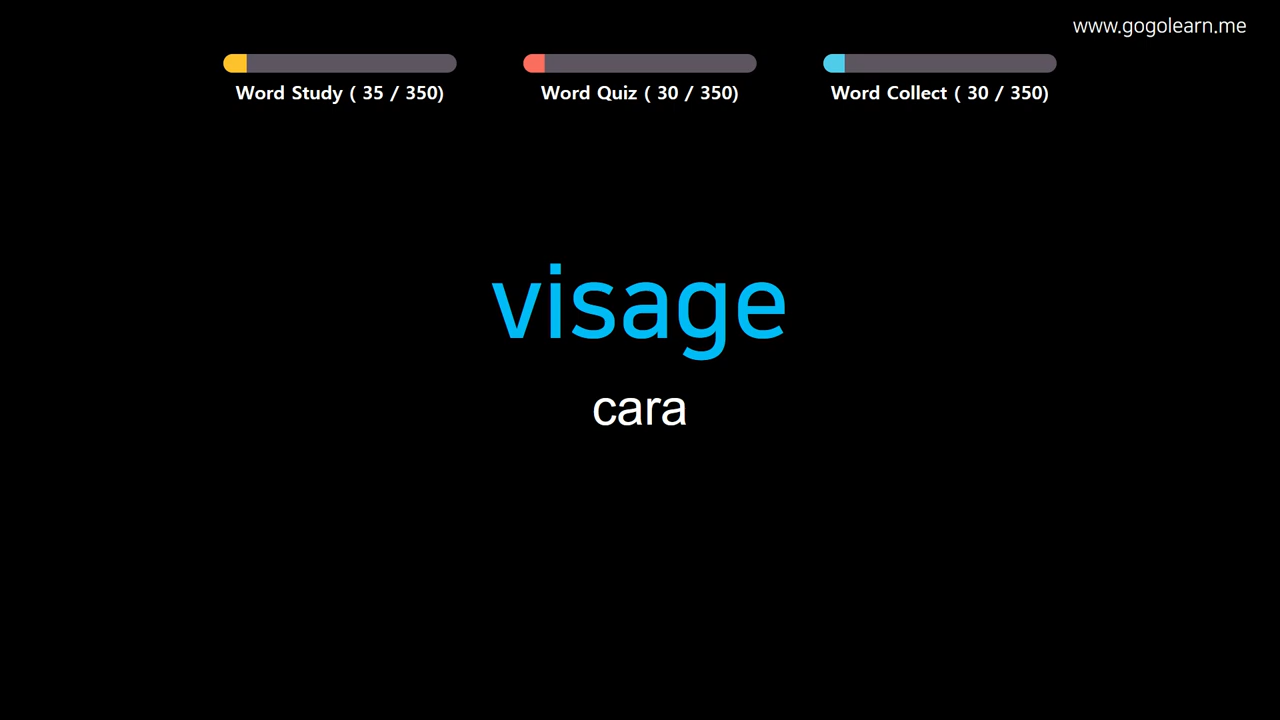 www.gogolearn.me
Word Study ( 35 / 350)
Word Quiz ( 30 / 350)
Word Collect ( 30 / 350)
visage
cara